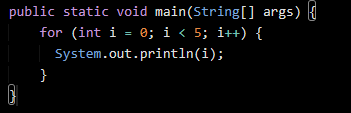 public static void main(String[] args) {
    for (int i = 0; i < 5; i++) {
      System.out.println(i);
    }
}